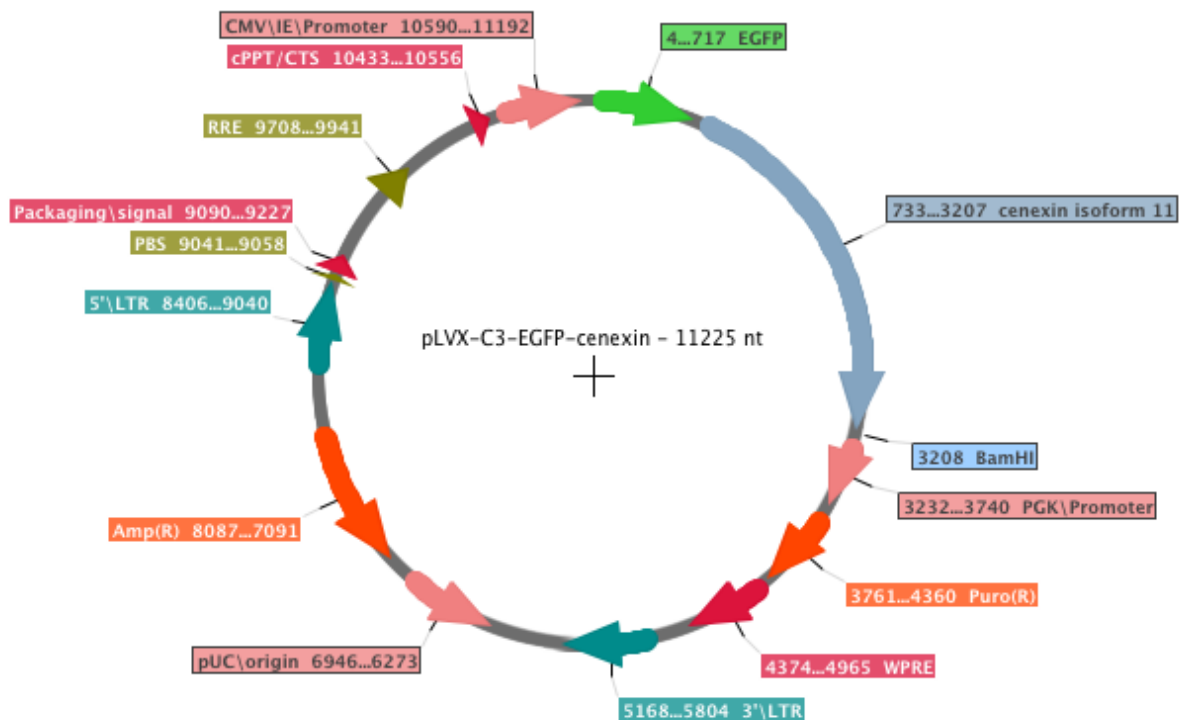 CMV\IE\Promoter 10590...11192
4...717 EGFP
cPPT/CTS 10433...10556
RRE 9708...9941
733...3207 cenexin isoform 11
Packaging\signal 9090...9227
PBS 9041...9058
5'\LTR 8406...9040
pLVX-C3-EGFP-cenexin - 11225 nt
3208 BamHI
3232...3740 PGK\Promoter
Amp(R) 8087...7091
3761...4360 Puro(R)
pUC\origin 6946...6273
4374...4965 WPRE
5168...5804 3'\LTR